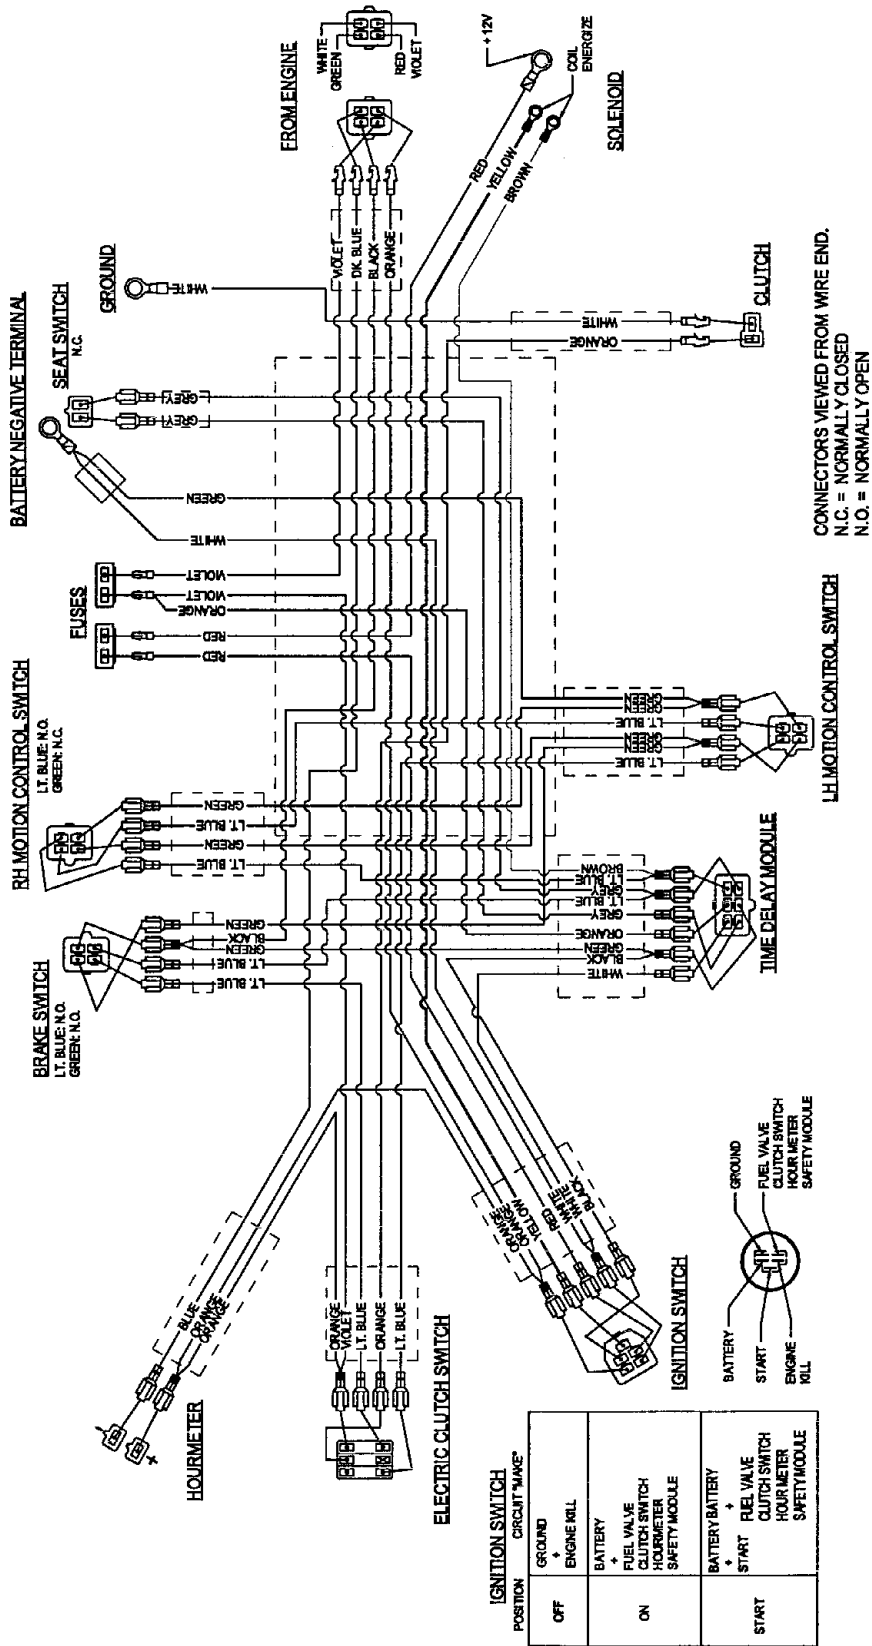 FROM ENGINE
WHITE
GREEN
RED
VIOLET
+ 12V
COIL
ENERGIZE
SOLENOID
RED
YELLOW
BROWN
VIOLET
DK. BLUE
BLACK
ORANGE
GROUND
WHITE
CLUTCH
WHITE
ORANGE
BATTERY NEGATIVE TERMINAL
SEAT SWITCH
N.C.
GREY
GREY
GREEN
WHITE
FUSES
VIOLET
VIOLET
ORANGE
RED
RED
CONNECTORS VIEWED FROM WIRE END.
N.C. = NORMALLY CLOSED
N.O. = NORMALLY OPEN
RH MOTION CONTROL SWITCH
LT. BLUE: N.O.
GREEN: N.C.
GREEN
LT. BLUE
GREEN
LT. BLUE
LH MOTION CONTROL SWITCH
GREEN
GREEN
LT. BLUE
GREEN
GREEN
LT. BLUE
BRAKE SWITCH
LT. BLUE: N.O.
GREEN: N.O.
GREEN
BLACK
GREEN
LT. BLUE
LT. BLUE
TIME DELAY MODULE
BROWN
LT. BLUE
GREY
LT. BLUE
GREY
ORANGE
GREEN
BLACK
WHITE
HOURMETER
BLUE
ORANGE
ORANGE
-
+
ELECTRIC CLUTCH SWITCH
ORANGE
VIOLET
LT. BLUE
ORANGE
LT. BLUE
IGNITION SWITCH
ORANGE
ORANGE
YELLOW
RED
WHITE
WHITE
BLACK
GROUND
FUEL VALVE
CLUTCH SWITCH
HOUR METER
SAFETY MODULE
BATTERY
START
ENGINE
KILL
IGNITION SWITCH
POSITION CIRCUIT "MAKE"
OFF
GROUND
+
ENGINE KILL
ON
BATTERY
+
FUEL VALVE
CLUTCH SWITCH
HOURMETER
SAFETY MODULE
START
BATTERY BATTERY
+ +
START FUEL VALVE
CLUTCH SWITCH
HOUR METER
SAFETY MODULE